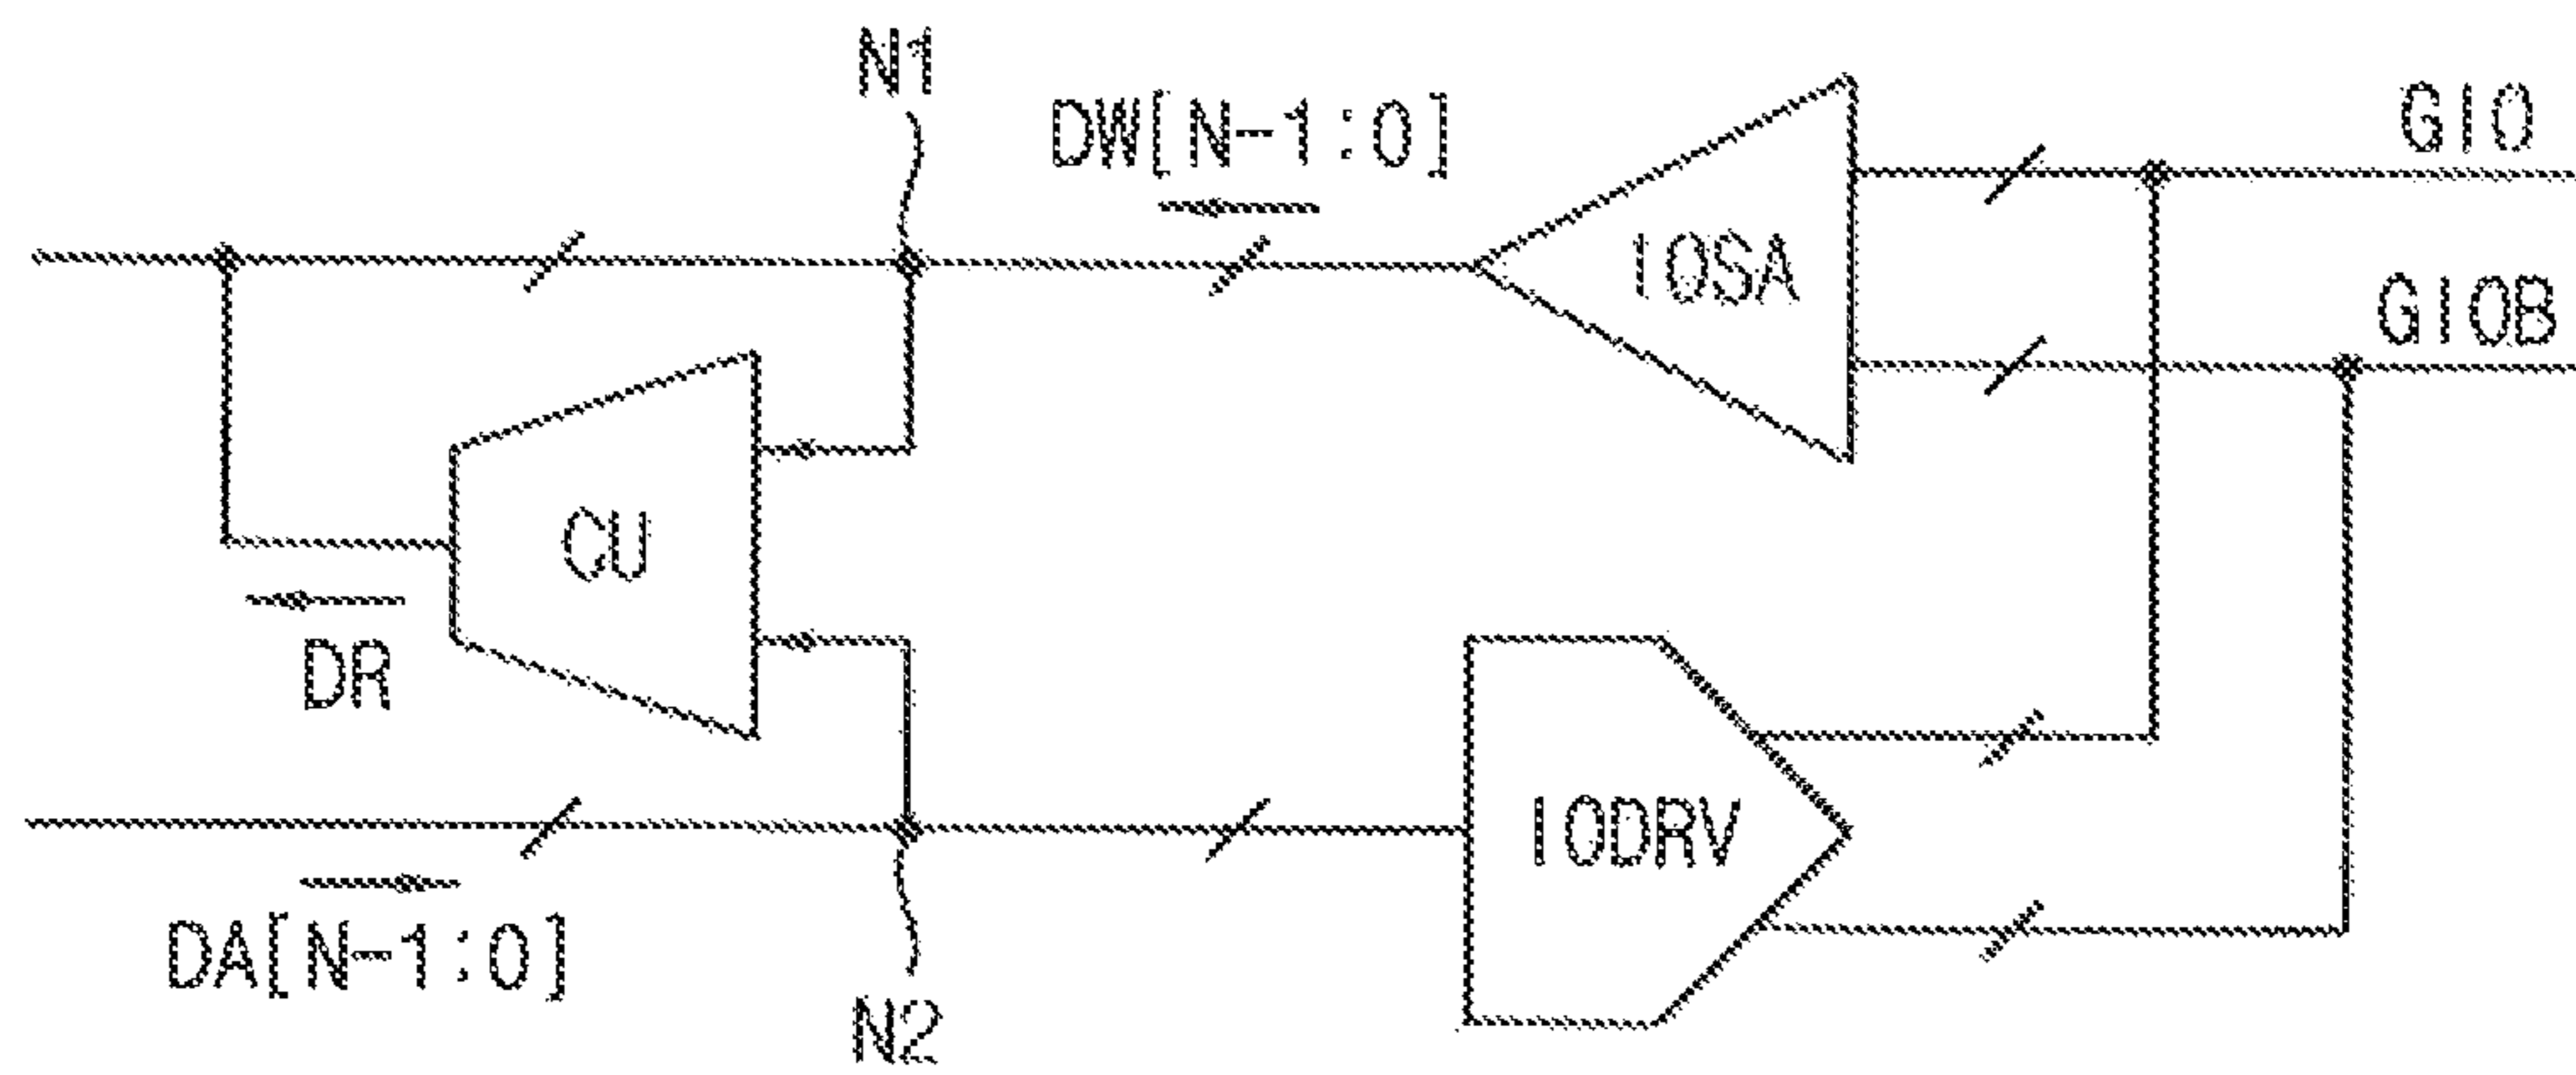 N1
DW[N-1:0]
GIO
IOSA
GIOB
CU
DR
IODRV
DA[N-1:0]
N2